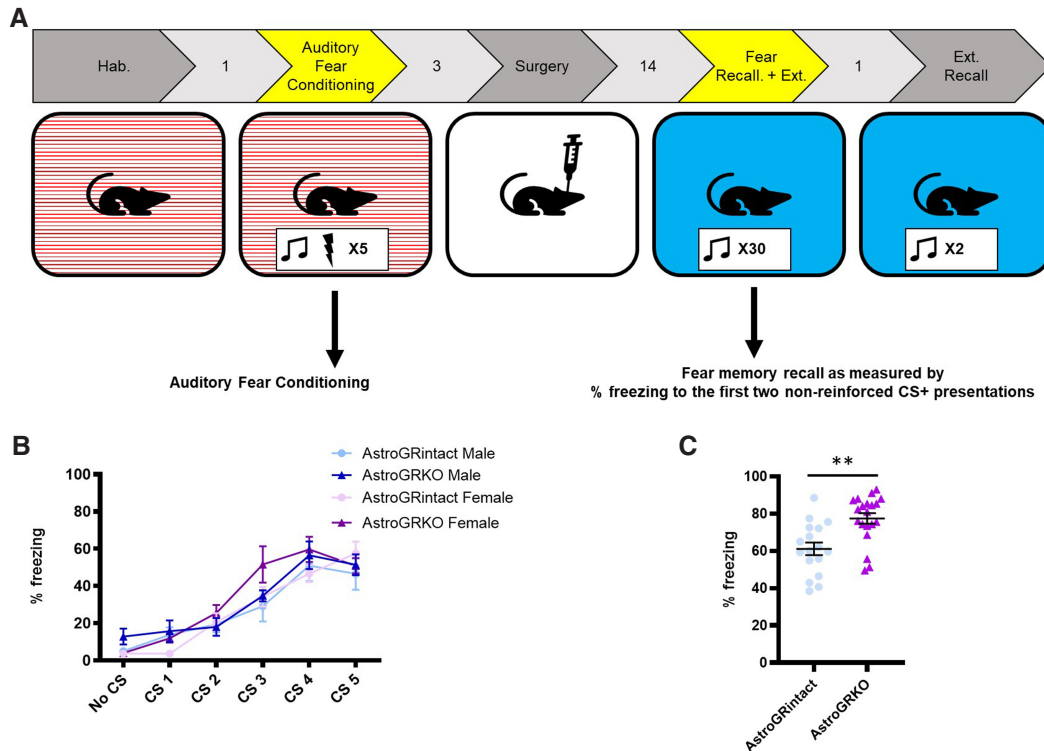 A
Hab.
1
Auditory
Fear
Conditioning
3
Surgery
14
Fear
Recall. + Ext.
1
Ext.
Recall
X5
X30
X2
Auditory Fear Conditioning
Fear memory recall as measured by
% freezing to the first two non-reinforced CS+ presentations
B
AstroGRintact Male
AstroGRKO Male
AstroGRintact Female
AstroGRKO Female
% freezing
100
80
60
40
20
0
No CS
CS 1
CS 2
CS 3
CS 4
CS 5
C
**
% freezing
100
80
60
40
20
0
AstroGRintact
AstroGRKO